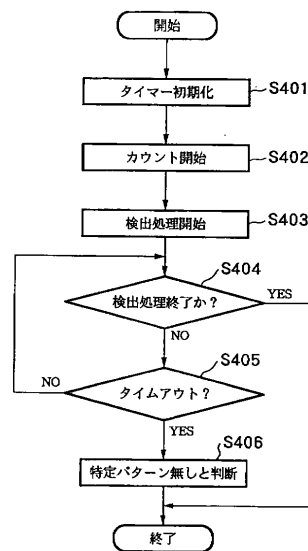 開始
タイマー初期化
S401
カウント開始
S402
検出処理開始
S403
S404
検出処理終了か?
YES
NO
S405
NO
タイムアウト?
YES
S406
特定パターン無しと判断
終了